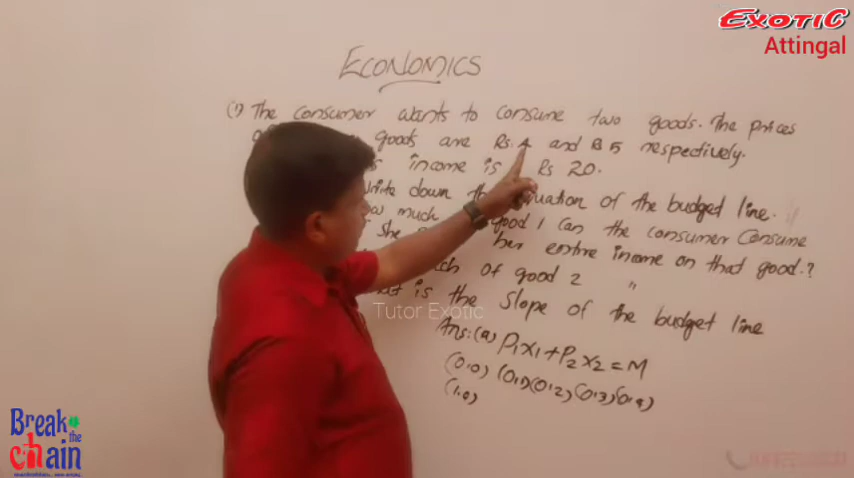 EXOTIC
Attingal
ECONOMICS
(1) The Consumer wants to consume two goods. The prices
goods are Rs. 4 and Rs 5 respectively.
income is Rs 20.
Write down the equation of the budget line.
much good 1 can the consumer Consume
she her entire income on that good.?
of good 2 "
is the slope of the budget line
Tutor Exotic
Ans: (a) P₁x₁ + P₂x₂ = M
(0,0) (0,1) (0,2) (0,3) (0,4)
(1,0)
Break
the
chain